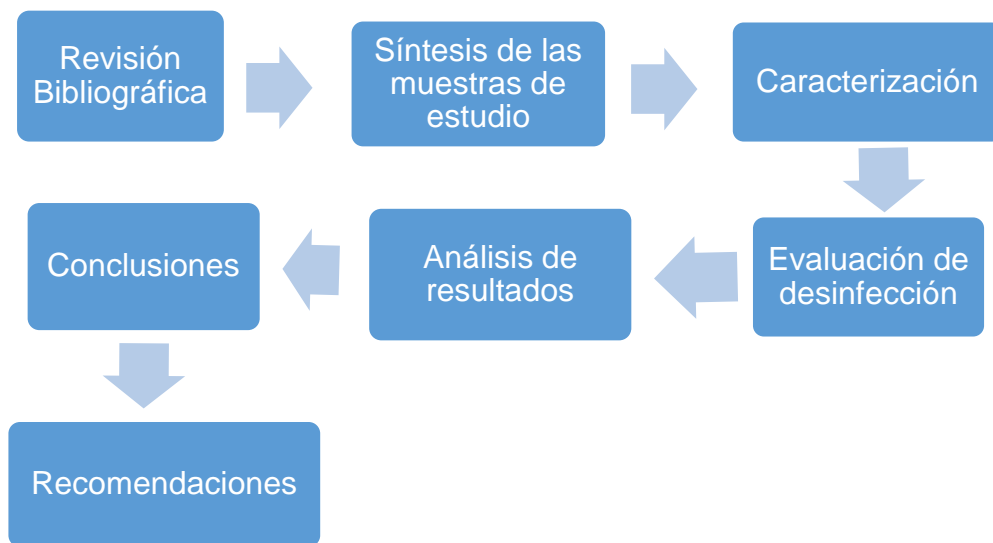 Revisión
Bibliográfica
Síntesis de las
muestras de
estudio
Caracterización
Evaluación de
desinfección
Análisis de
resultados
Conclusiones
Recomendaciones